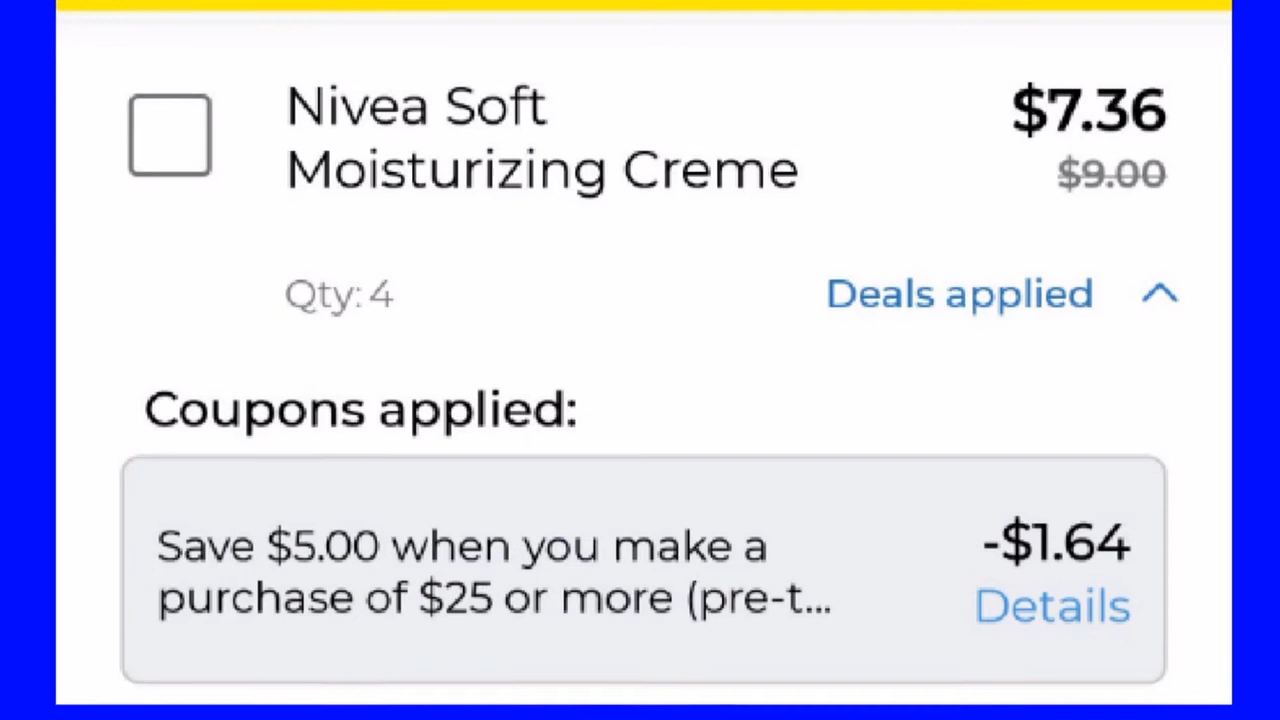 Nivea Soft
Moisturizing Creme
$7.36
$9.00
Qty: 4
Deals applied
Coupons applied:
Save $5.00 when you make a
purchase of $25 or more (pre-t...
-$1.64
Details